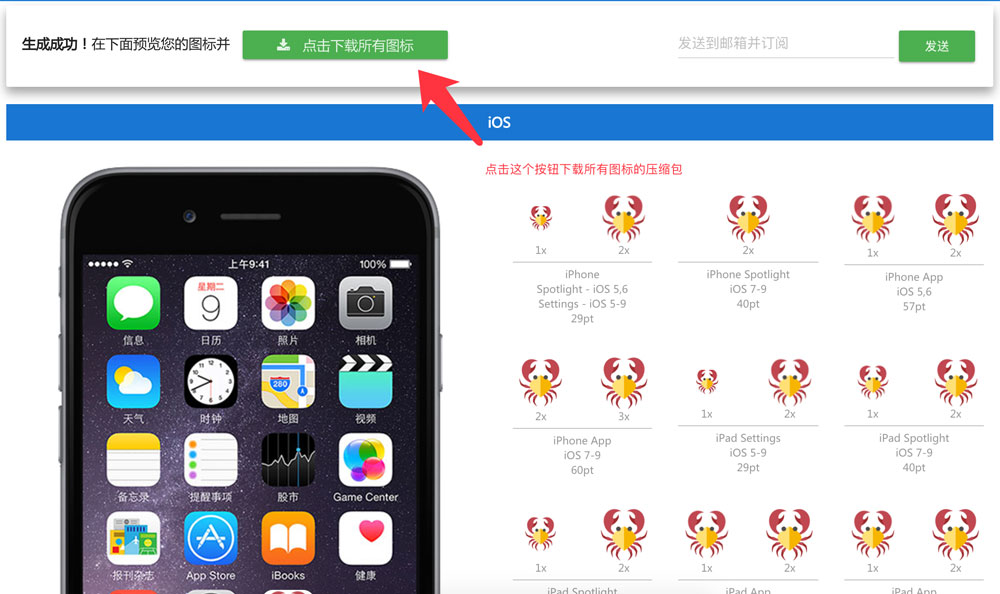 生成成功！在下面预览您的图标并
点击下载所有图标
发送到邮箱并订阅
发送
iOS
点击这个按钮下载所有图标的压缩包
上午9:41
100%
星期二
9
信息
日历
照片
相机
280
天气
时钟
地图
视频
备忘录
提醒事项
股市
Game Center
报刊杂志
App Store
iBooks
健康
1x
2x
iPhone
Spotlight - iOS 5,6
Settings - iOS 5-9
29pt
2x
iPhone Spotlight
iOS 7-9
40pt
1x
2x
iPhone App
iOS 5,6
57pt
2x
3x
iPhone App
iOS 7-9
60pt
1x
2x
iPad Settings
iOS 5-9
29pt
1x
2x
iPad Spotlight
iOS 7-9
40pt
1x
2x
iPad Spotlight
1x
2x
iPad App
1x
2x
iPad App